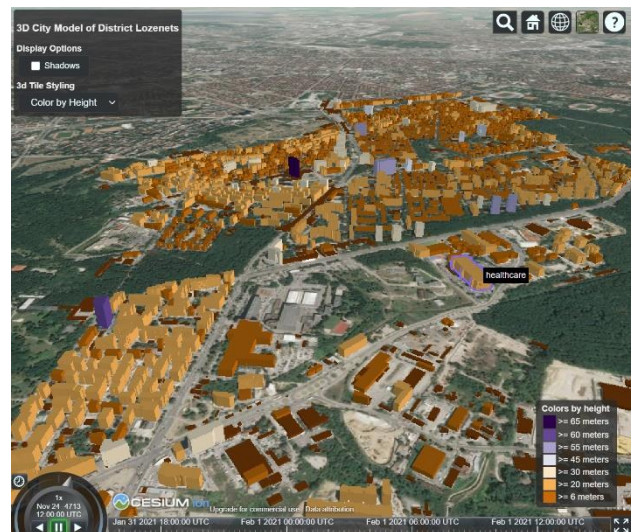 3D City Model of District Lozenets
Display Options
Shadows
3d Tile Styling
Color by Height
?
healthcare
Colors by height
>= 65 meters
>= 60 meters
>= 55 meters
>= 45 meters
>= 30 meters
>= 20 meters
>= 6 meters
1x
Nov 24 4713
12:00:00 UTC
CESIUM ion
Upgrade for commercial use. Data attribution
Jan 31 2021 18:00:00 UTC
Feb 1 2021 00:00:00 UTC
Feb 1 2021 06:00:00 UTC
Feb 1 2021 12:00:00 UTC